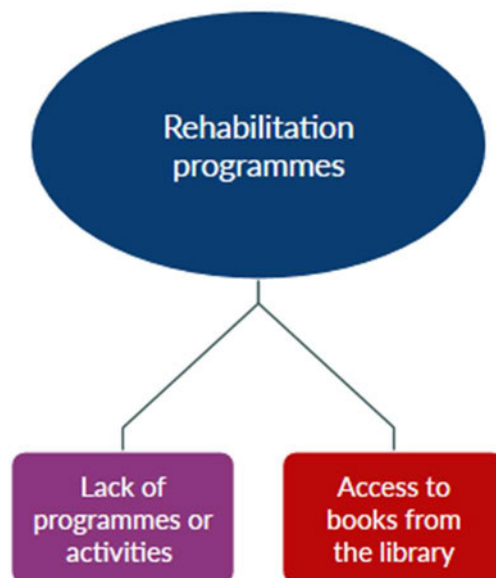 Rehabilitation
programmes
Lack of
programmes or
activities
Access to
books from
the library